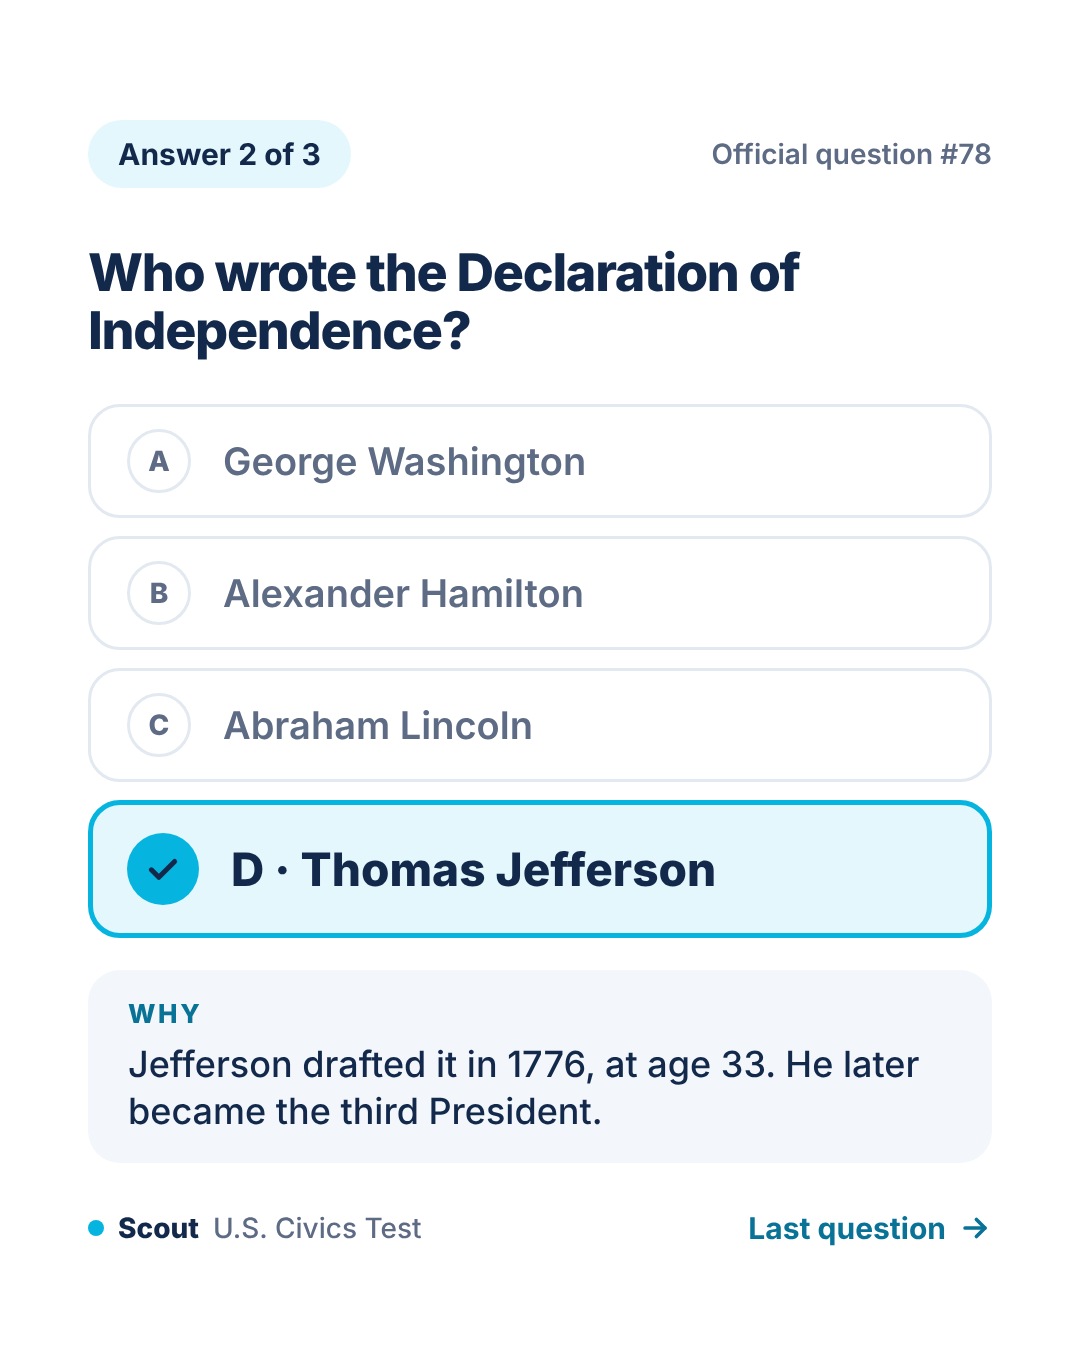 Answer 2 of 3
Official question #78
Who wrote the Declaration of
Independence?
A George Washington
B Alexander Hamilton
C Abraham Lincoln
D · Thomas Jefferson
WHY
Jefferson drafted it in 1776, at age 33. He later
became the third President.
Scout U.S. Civics Test
Last question →